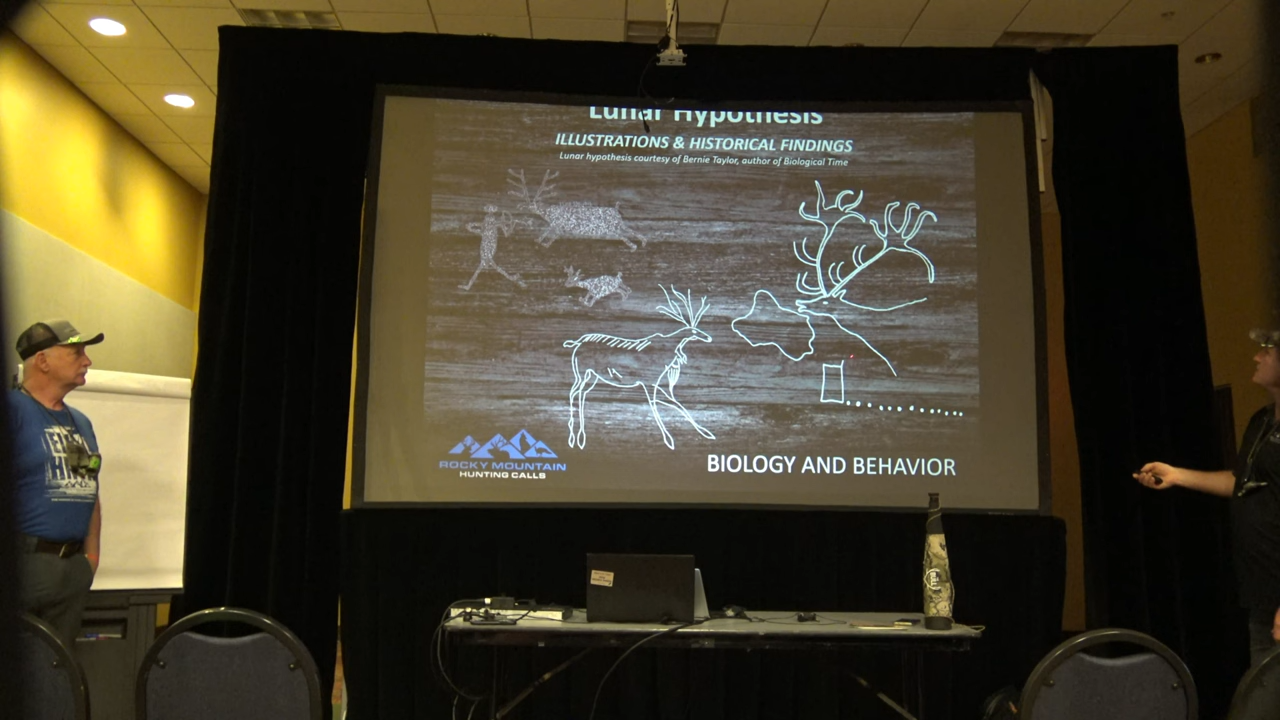 Lunar Hypothesis
ILLUSTRATIONS & HISTORICAL FINDINGS
Lunar hypothesis courtesy of Bernie Taylor, author of Biological Time
ROCKY MOUNTAIN
HUNTING CALLS
BIOLOGY AND BEHAVIOR